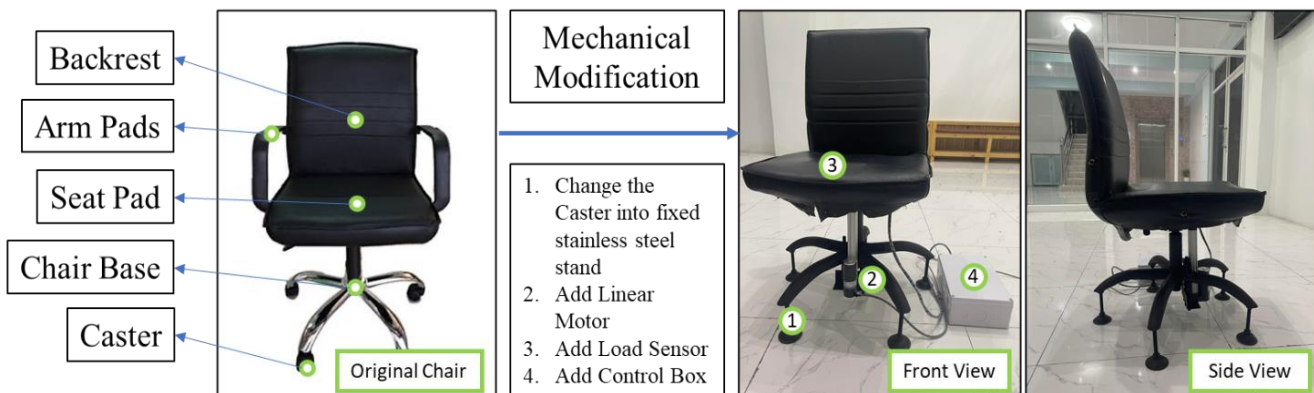 Backrest
Arm Pads
Seat Pad
Chair Base
Caster
Original Chair
Mechanical
Modification
1. Change the
Caster into fixed
stainless steel
stand
2. Add Linear
Motor
3. Add Load Sensor
4. Add Control Box
3
2
4
1
Front View
Side View